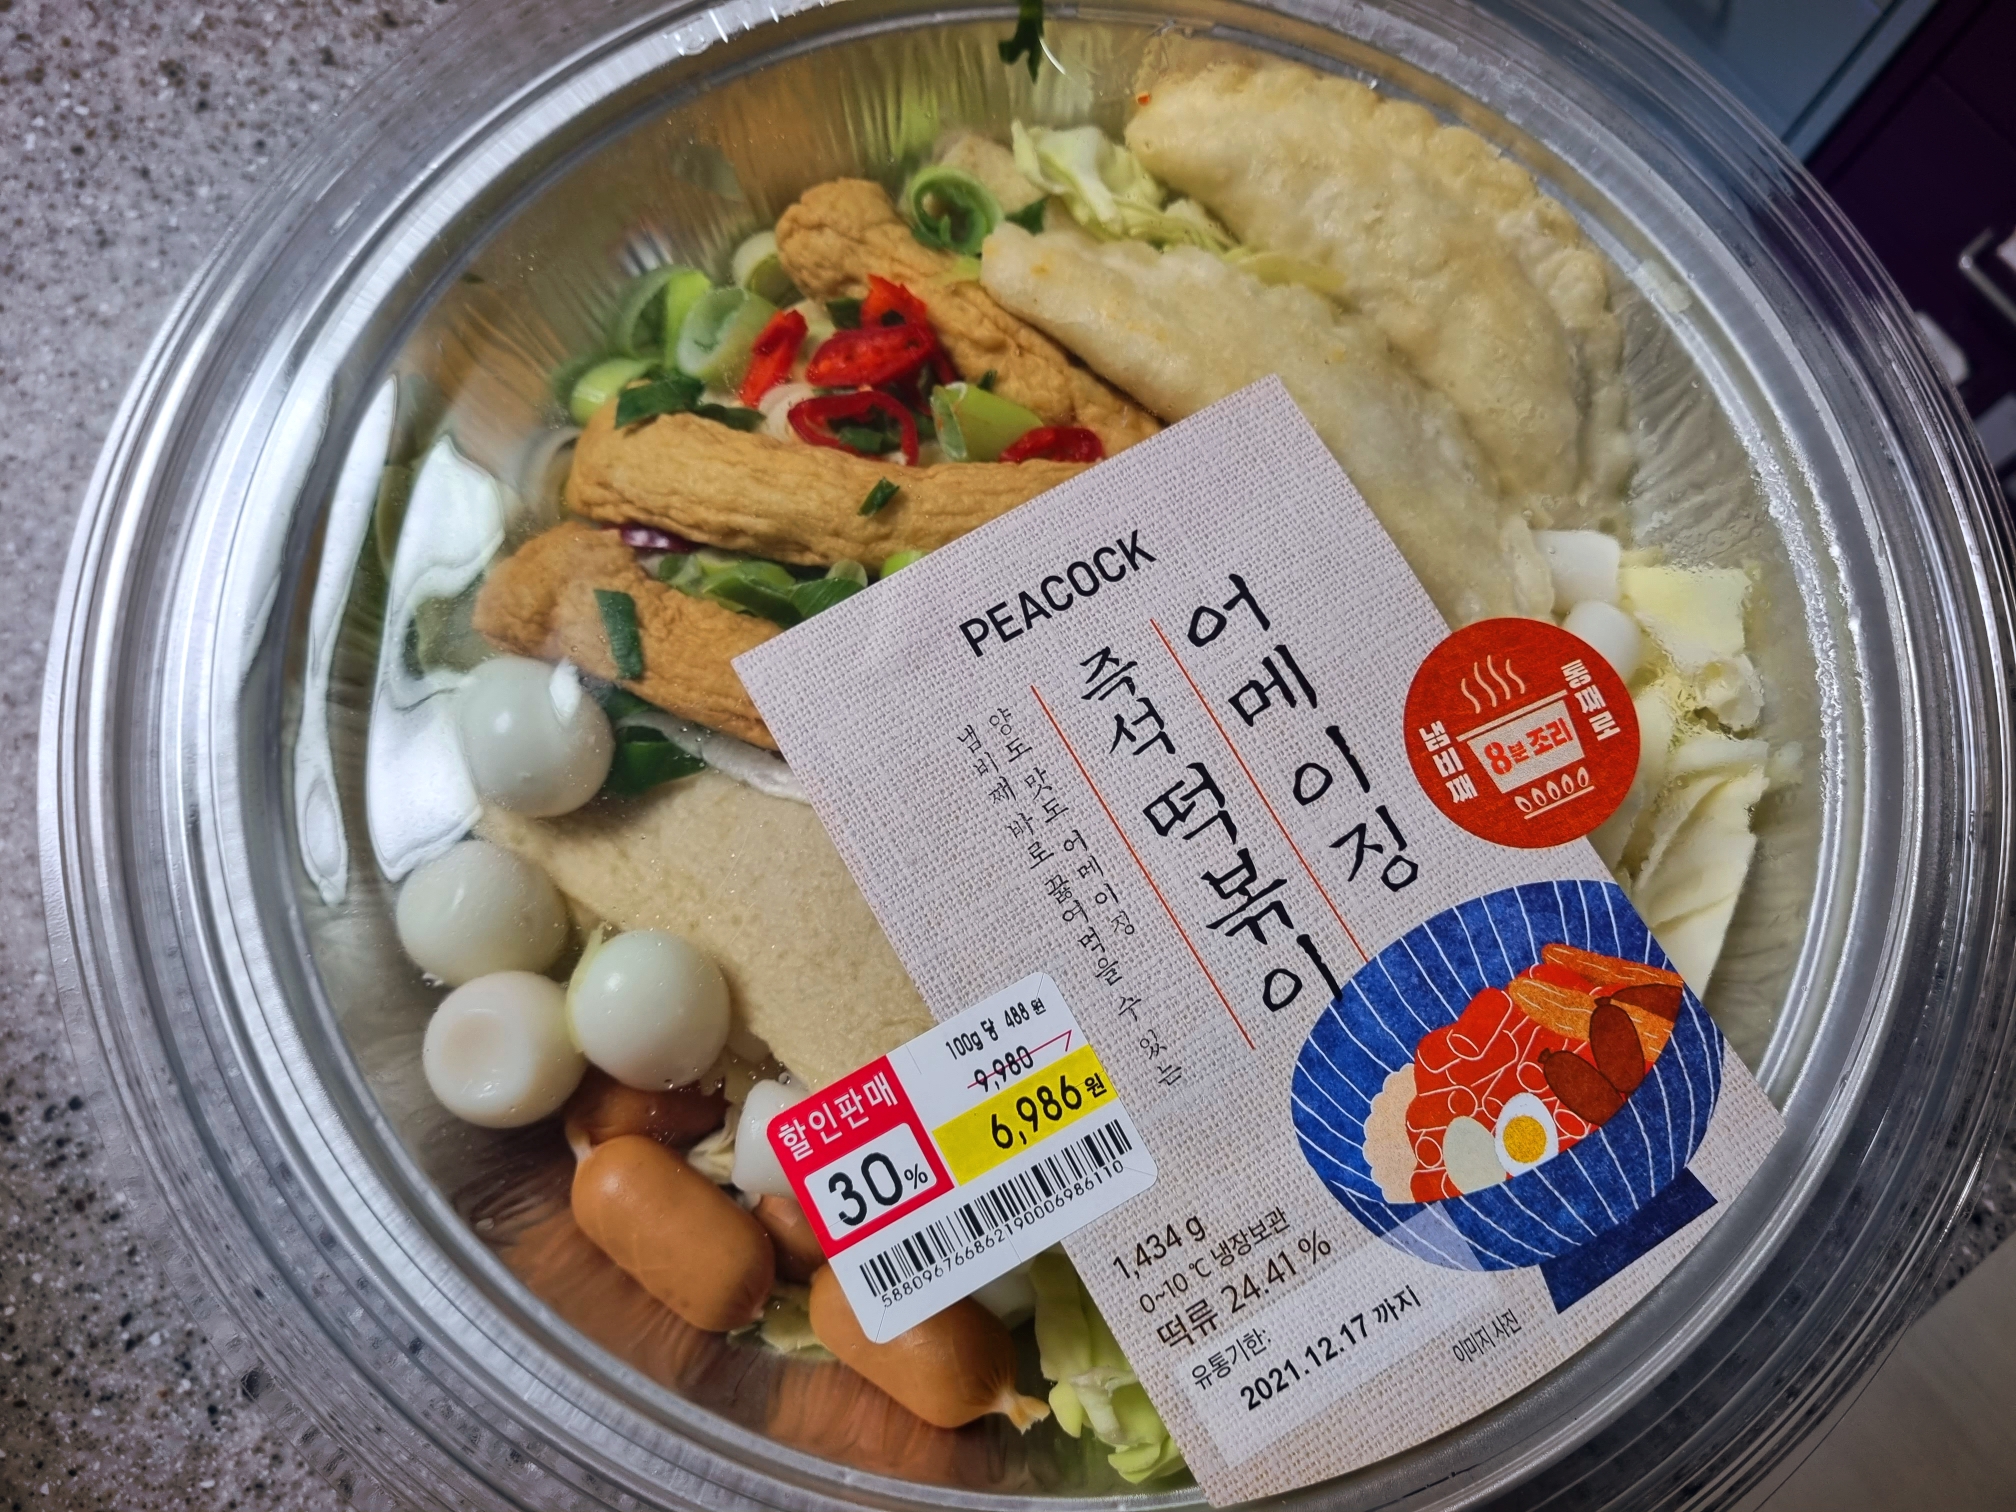 PEACOCK
어메이징
즉석떡볶이
양도 맛도 어메이징
냄비째 바로 끓여먹을 수 있는
냄비째
통째로
8분 조리
할인판매
30%
100g 당 488 원
9,980
6,986원
1,434 g
0~10 ℃ 냉장보관
떡류 24.41 %
유통기한:
2021.12.17 까지
이미지 사진